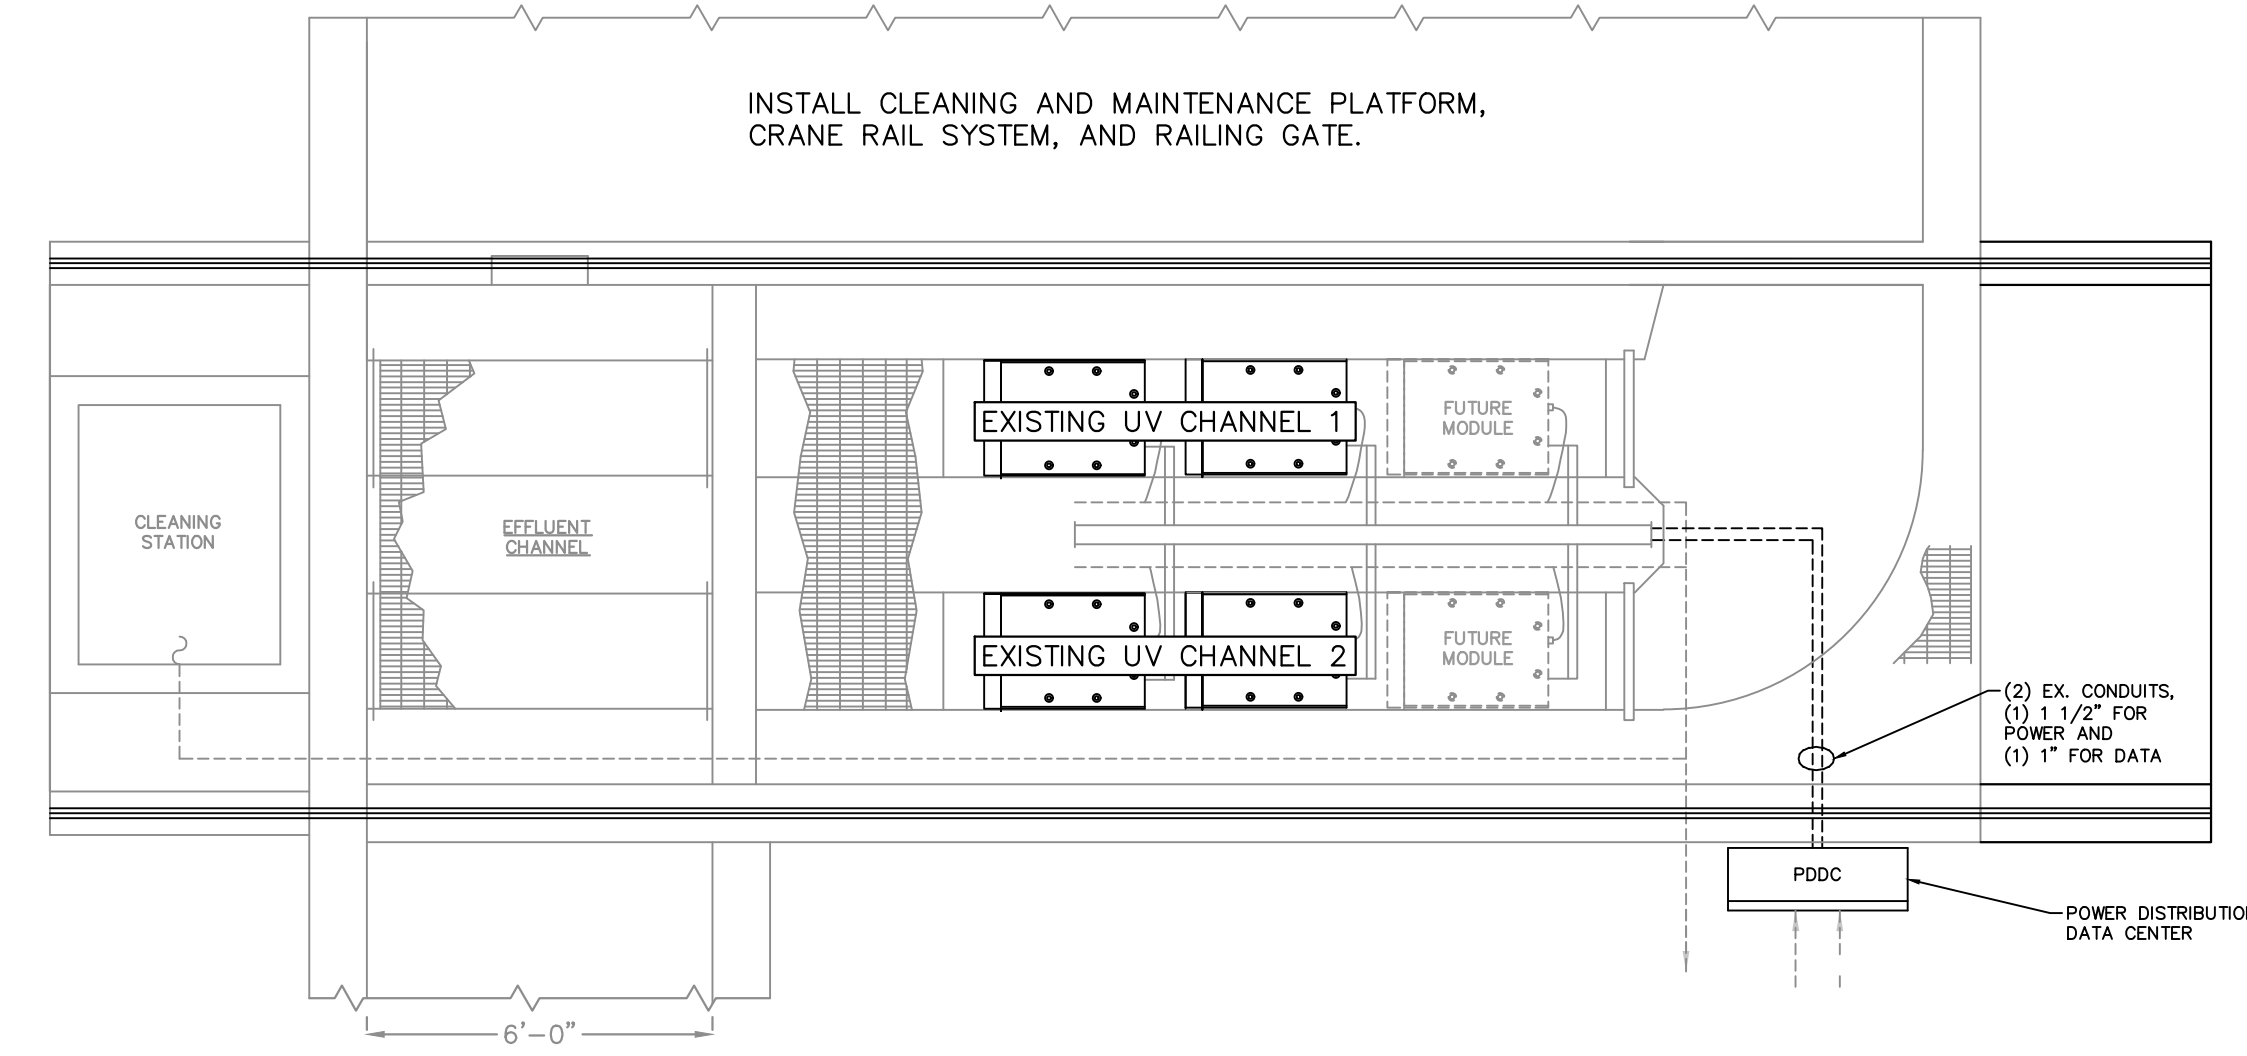 INSTALL CLEANING AND MAINTENANCE PLATFORM,
CRANE RAIL SYSTEM, AND RAILING GATE.
EXISTING UV CHANNEL 1
FUTURE
MODULE
CLEANING
STATION
EFFLUENT
CHANNEL
EXISTING UV CHANNEL 2
FUTURE
MODULE
(2) EX. CONDUITS,
(1) 1 1/2" FOR
POWER AND
(1) 1" FOR DATA
PDDC
POWER DISTRIBUTION
DATA CENTER
6'-0"